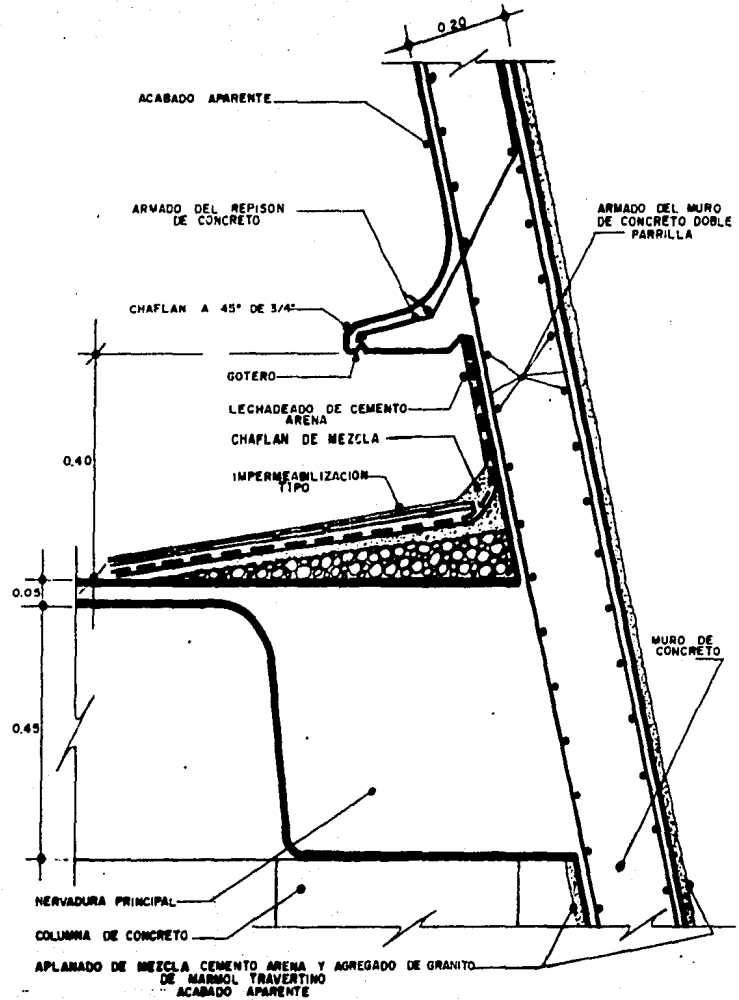 0.20
ACABADO APARENTE
ARMADO DEL REPISON
DE CONCRETO
ARMADO DEL MURO
DE CONCRETO DOBLE
PARRILLA
CHAFLAN A 45° DE 3/4"
GOTERO
LECHADEADO DE CEMENTO
ARENA
CHAFLAN DE MEZCLA
0.40
IMPERMEABILIZACION
TIPO
0.05
MURO DE
CONCRETO
0.45
NERVADURA PRINCIPAL
COLUMNA DE CONCRETO
APLANADO DE MEZCLA CEMENTO ARENA Y AGREGADO DE GRANITO
DE MARMOL TRAVERTINO
ACABADO APARENTE